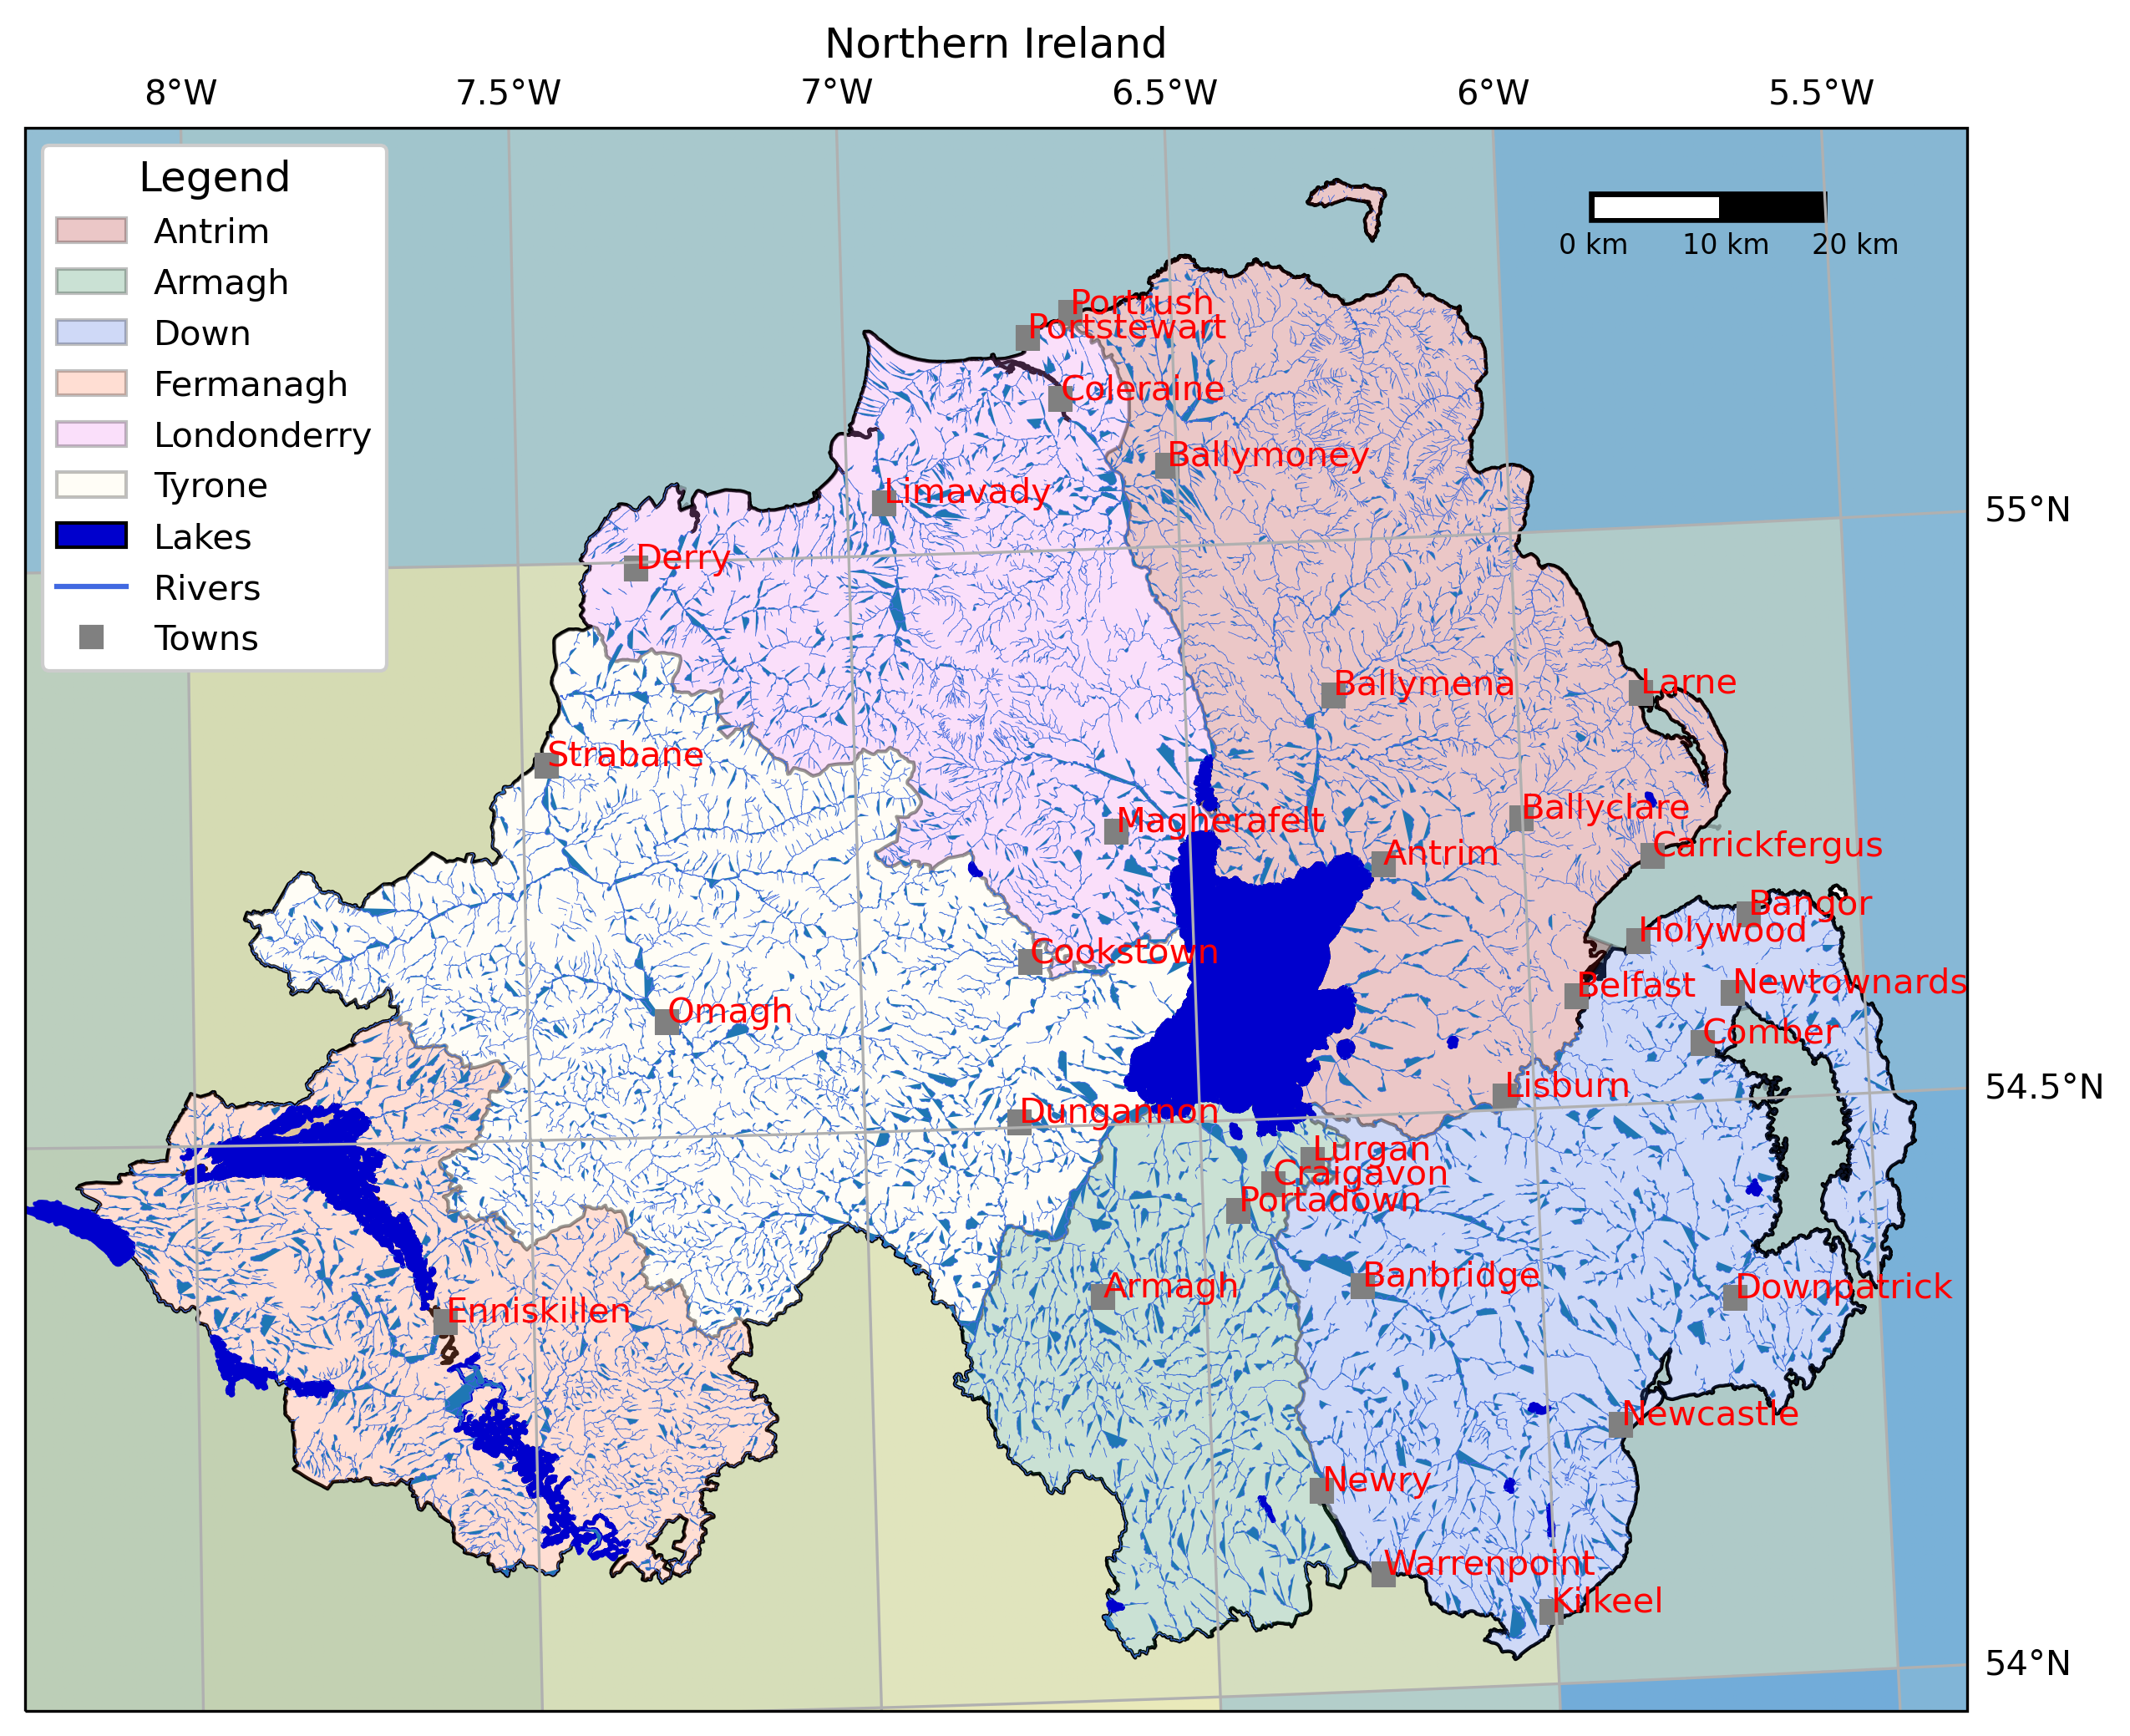 Northern Ireland
8°W 7.5°W 7°W 6.5°W 6°W 5.5°W
Legend
Antrim
Armagh
Down
Fermanagh
Londonderry
Tyrone
Lakes
Rivers
Towns
0 km 10 km 20 km
Portrush
Portstewart
Coleraine
Ballymoney
Limavady
55°N
Derry
Larne
Ballymena
Strabane
Ballyclare
Magherafelt
Carrickfergus
Antrim
Bangor
Holywood
Cookstown
Newtownards
Belfast
Omagh
Comber
54.5°N
Lisburn
Dungannon
Lurgan
Craigavon
Portadown
Banbridge
Armagh
Downpatrick
Enniskillen
Newcastle
Newry
Warrenpoint
Kilkeel
54°N